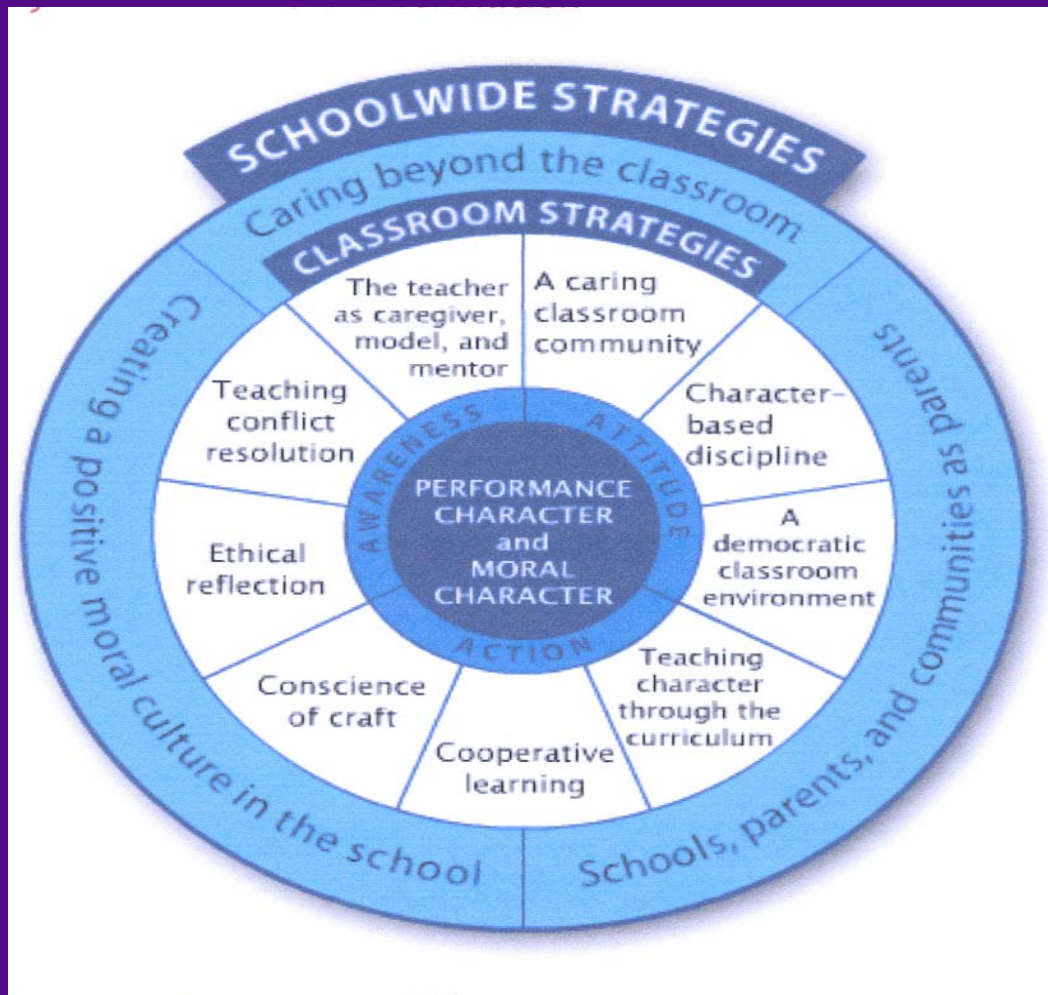 SCHOOLWIDE STRATEGIES
Caring beyond the classroom
CLASSROOM STRATEGIES
The teacher
as caregiver,
model, and
mentor
A caring
classroom
community
Character-
based
discipline
A
democratic
classroom
environment
Teaching
character
through the
curriculum
Cooperative
learning
Conscience
of craft
Ethical
reflection
Teaching
conflict
resolution
AWARENESS
ATTITUDE
ACTION
PERFORMANCE
CHARACTER
and
MORAL
CHARACTER
Creating a positive moral culture in the school
Schools, parents, and communities as parents